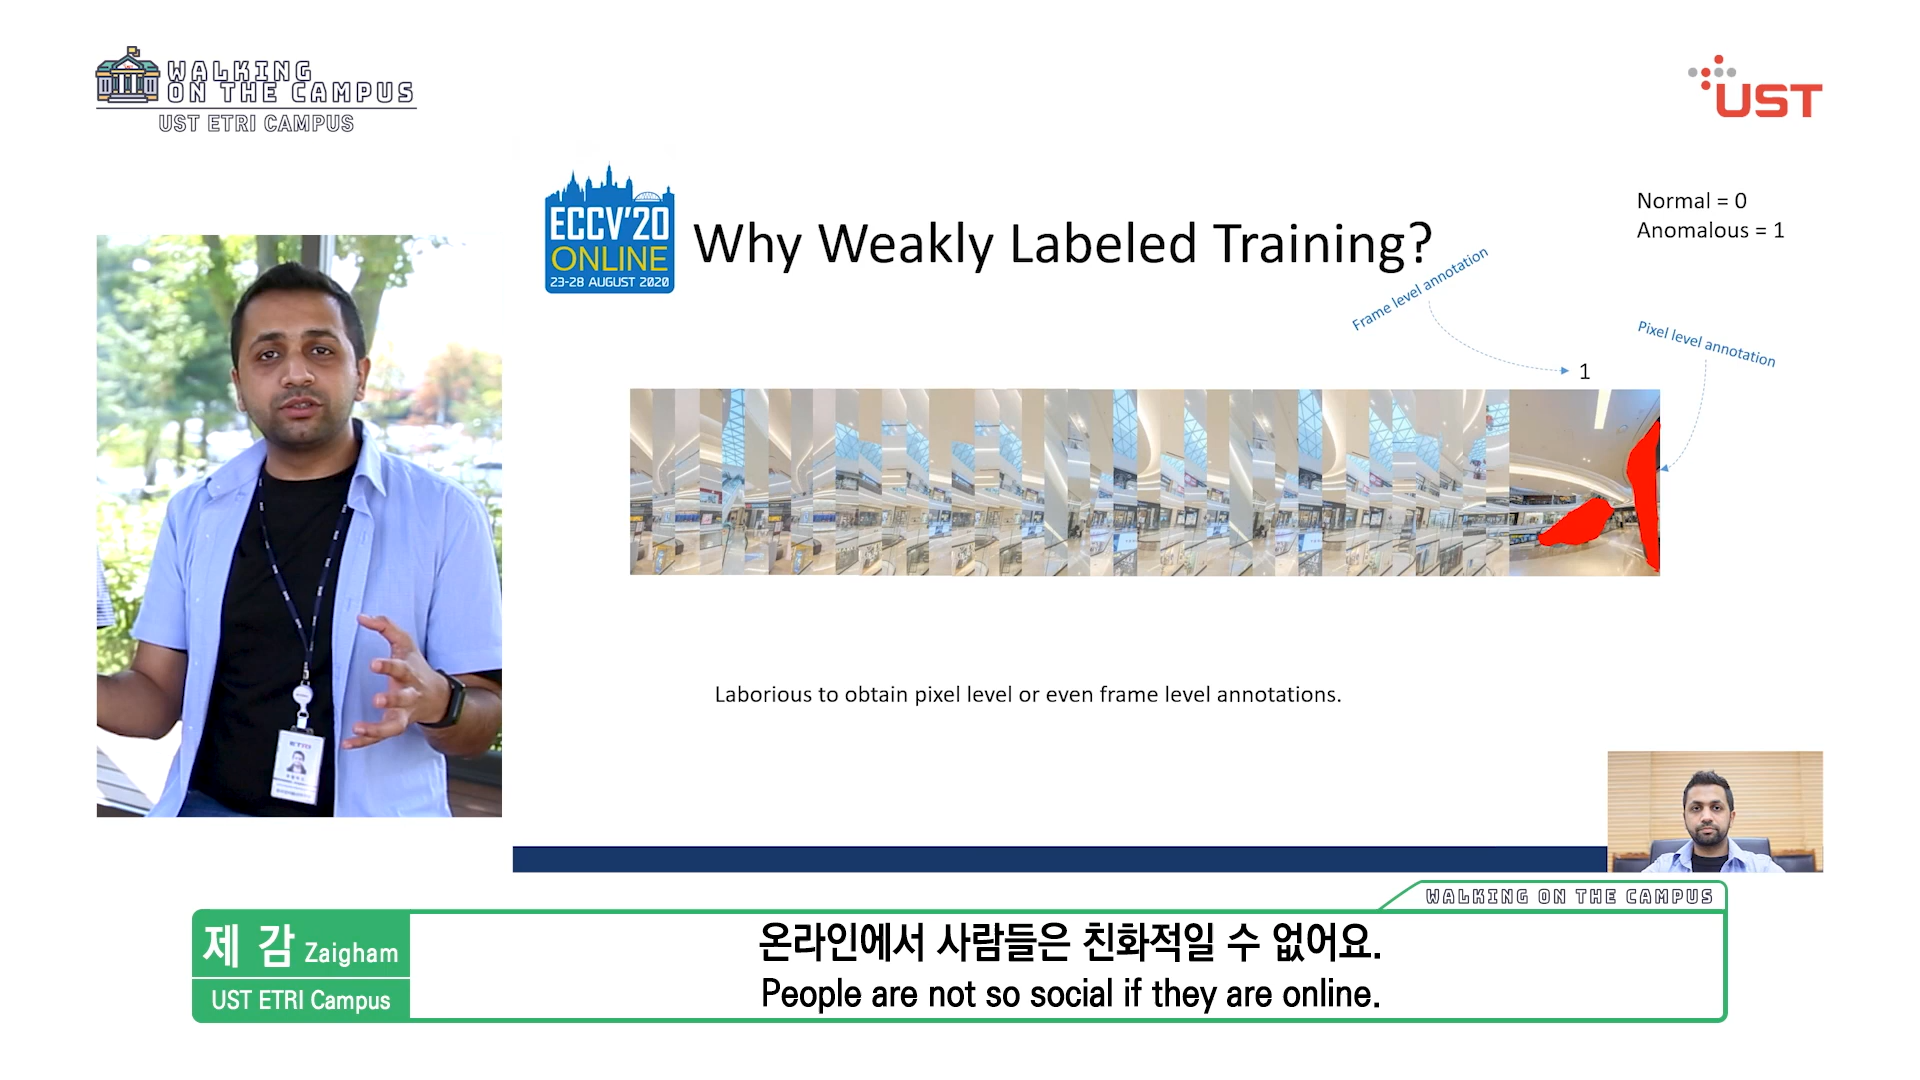 WALKING
ON THE CAMPUS
UST ETRI CAMPUS
UST
ECCV'20
ONLINE
23-28 AUGUST 2020
Why Weakly Labeled Training?
Normal = 0
Anomalous = 1
Frame level annotation
Pixel level annotation
1
Laborious to obtain pixel level or even frame level annotations.
WALKING ON THE CAMPUS
제 감 Zaigham
UST ETRI Campus
온라인에서 사람들은 친화적일 수 없어요.
People are not so social if they are online.